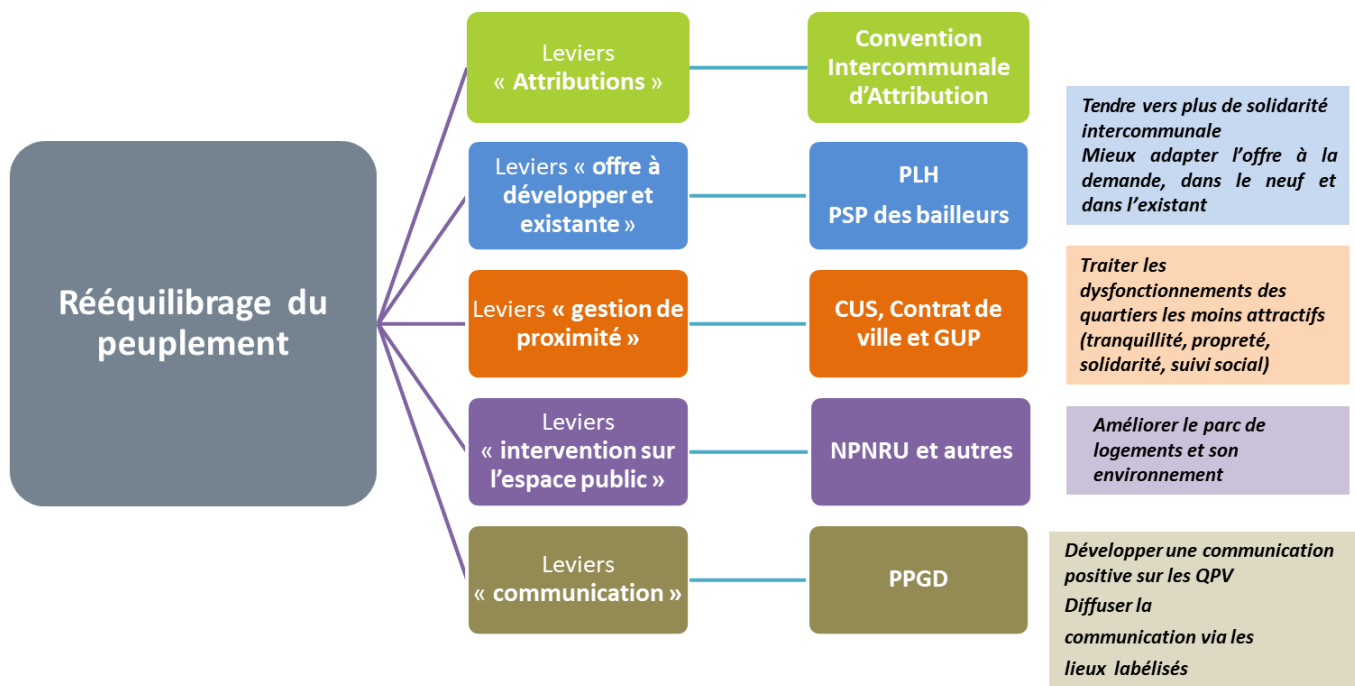 Rééquilibrage du
peuplement
Leviers
« Attributions »
Convention
Intercommunale
d'Attribution
Leviers « offre à
développer et
existante »
PLH
PSP des bailleurs
Tendre vers plus de solidarité
intercommunale
Mieux adapter l'offre à la
demande, dans le neuf et
dans l'existant
Leviers « gestion de
proximité »
CUS, Contrat de
ville et GUP
Traiter les
dysfonctionnements des
quartiers les moins attractifs
(tranquillité, propreté,
solidarité, suivi social)
Leviers
« intervention sur
l'espace public »
NPNRU et autres
Améliorer le parc de
logements et son
environnement
Leviers
« communication »
PPGD
Développer une communication
positive sur les QPV
Diffuser la
communication via les
lieux labélisés